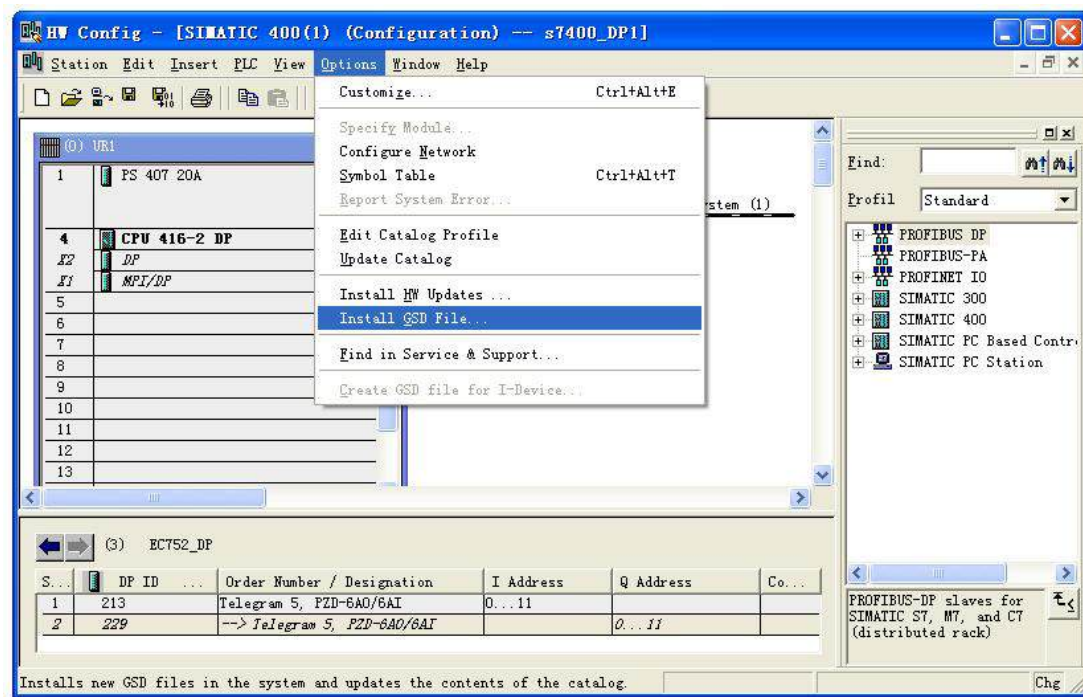 HW Config - [SIMATIC 400(1) (Configuration) -- s7400_DP1]
Station Edit Insert PLC View Options Window Help
Customize... Ctrl+Alt+E
Specify Module...
Configure Network
Symbol Table Ctrl+Alt+T
Report System Error...
Edit Catalog Profile
Update Catalog
Install HW Updates ...
Install GSD File...
Find in Service & Support...
Create GSD file for I-Device...
(0) UR1
1 PS 407 20A
4 CPU 416-2 DP
X2 DP
X1 MPI/DP
5
6
7
8
9
10
11
12
13
stem (1)
Find:
Profil Standard
PROFIBUS DP
PROFIBUS-PA
PROFINET IO
SIMATIC 300
SIMATIC 400
SIMATIC PC Based Contr
SIMATIC PC Station
(3) EC752_DP
S... DP ID ... Order Number / Designation I Address Q Address Co...
1 213 Telegram 5, PZD-6AO/6AI 0...11
2 229 --> Telegram 5, PZD-6AO/6AI 0...11
PROFIBUS-DP slaves for
SIMATIC S7, M7, and C7
(distributed rack)
Installs new GSD files in the system and updates the contents of the catalog. Chg